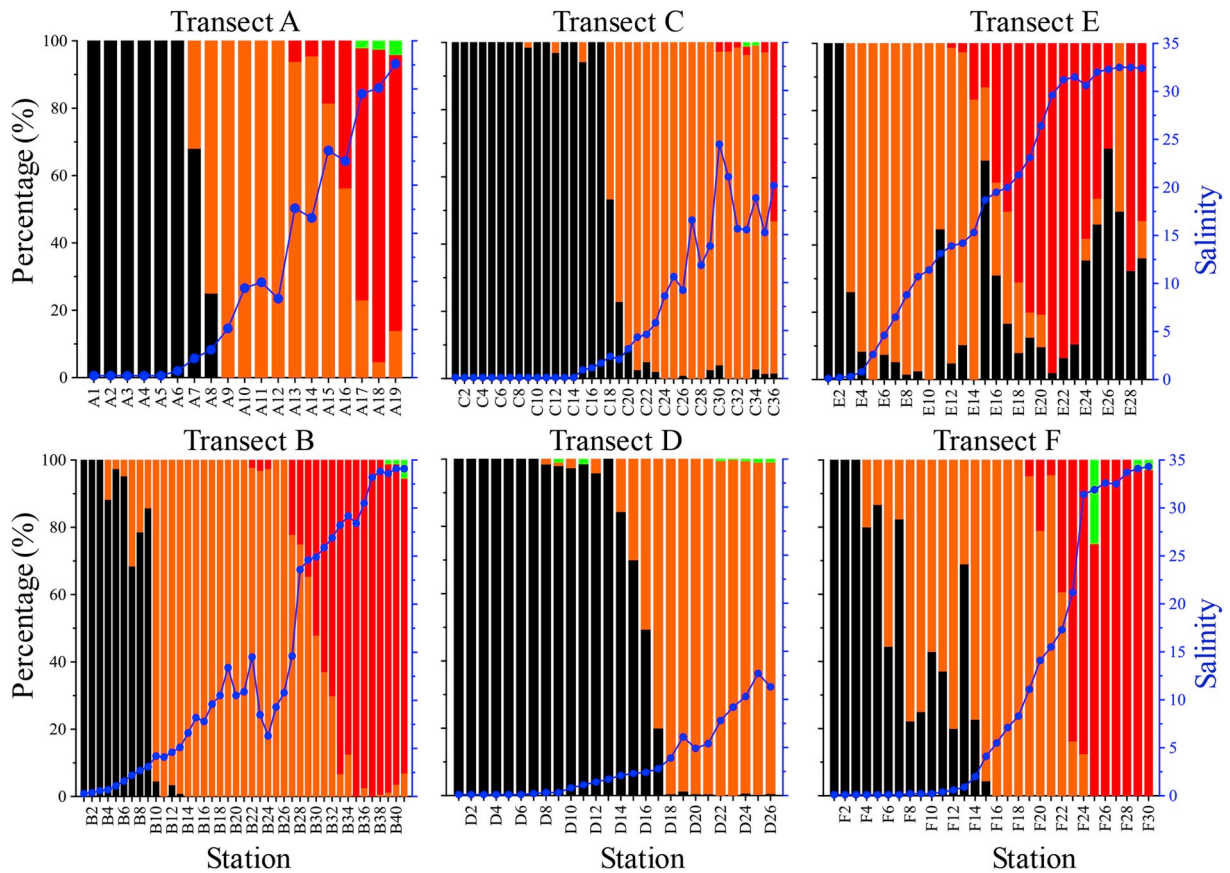 Transect A
Transect C
Transect E
Percentage (%)
100
80
60
40
20
0
A1 A2 A3 A4 A5 A6 A7 A8 A9 A10 A11 A12 A13 A14 A15 A16 A17 A18 A19
C2 C4 C6 C8 C10 C12 C14 C16 C18 C20 C22 C24 C26 C28 C30 C32 C34 C36
E2 E4 E6 E8 E10 E12 E14 E16 E18 E20 E22 E24 E26 E28
35
30
25
20
15
10
5
0
Salinity
Transect B
Transect D
Transect F
Percentage (%)
100
80
60
40
20
0
B2 B4 B6 B8 B10 B12 B14 B16 B18 B20 B22 B24 B26 B28 B30 B32 B34 B36 B38 B40
D2 D4 D6 D8 D10 D12 D14 D16 D18 D20 D22 D24 D26
F2 F4 F6 F8 F10 F12 F14 F16 F18 F20 F22 F24 F26 F28 F30
35
30
25
20
15
10
5
0
Salinity
Station
Station
Station